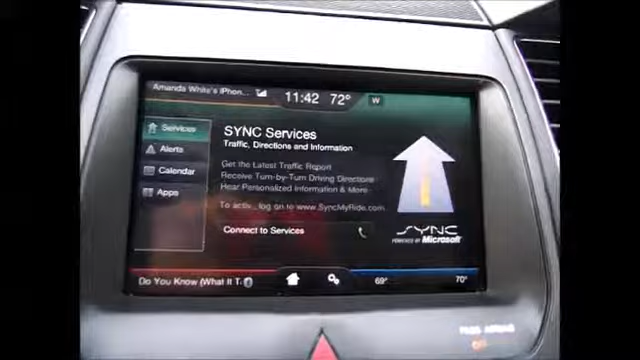 Amanda White's iPhon...
11:42 72° W
Services
Alerts
Calendar
Apps
SYNC Services
Traffic, Directions and Information
Get the Latest Traffic Report
Receive Turn-by-Turn Driving Directions
Hear Personalized Information & More
To activ... log on to www.SyncMyRide.com
Connect to Services
SYNC
POWERED BY Microsoft
Do You Know (What It T
69° 70°
PASS AIRBAG